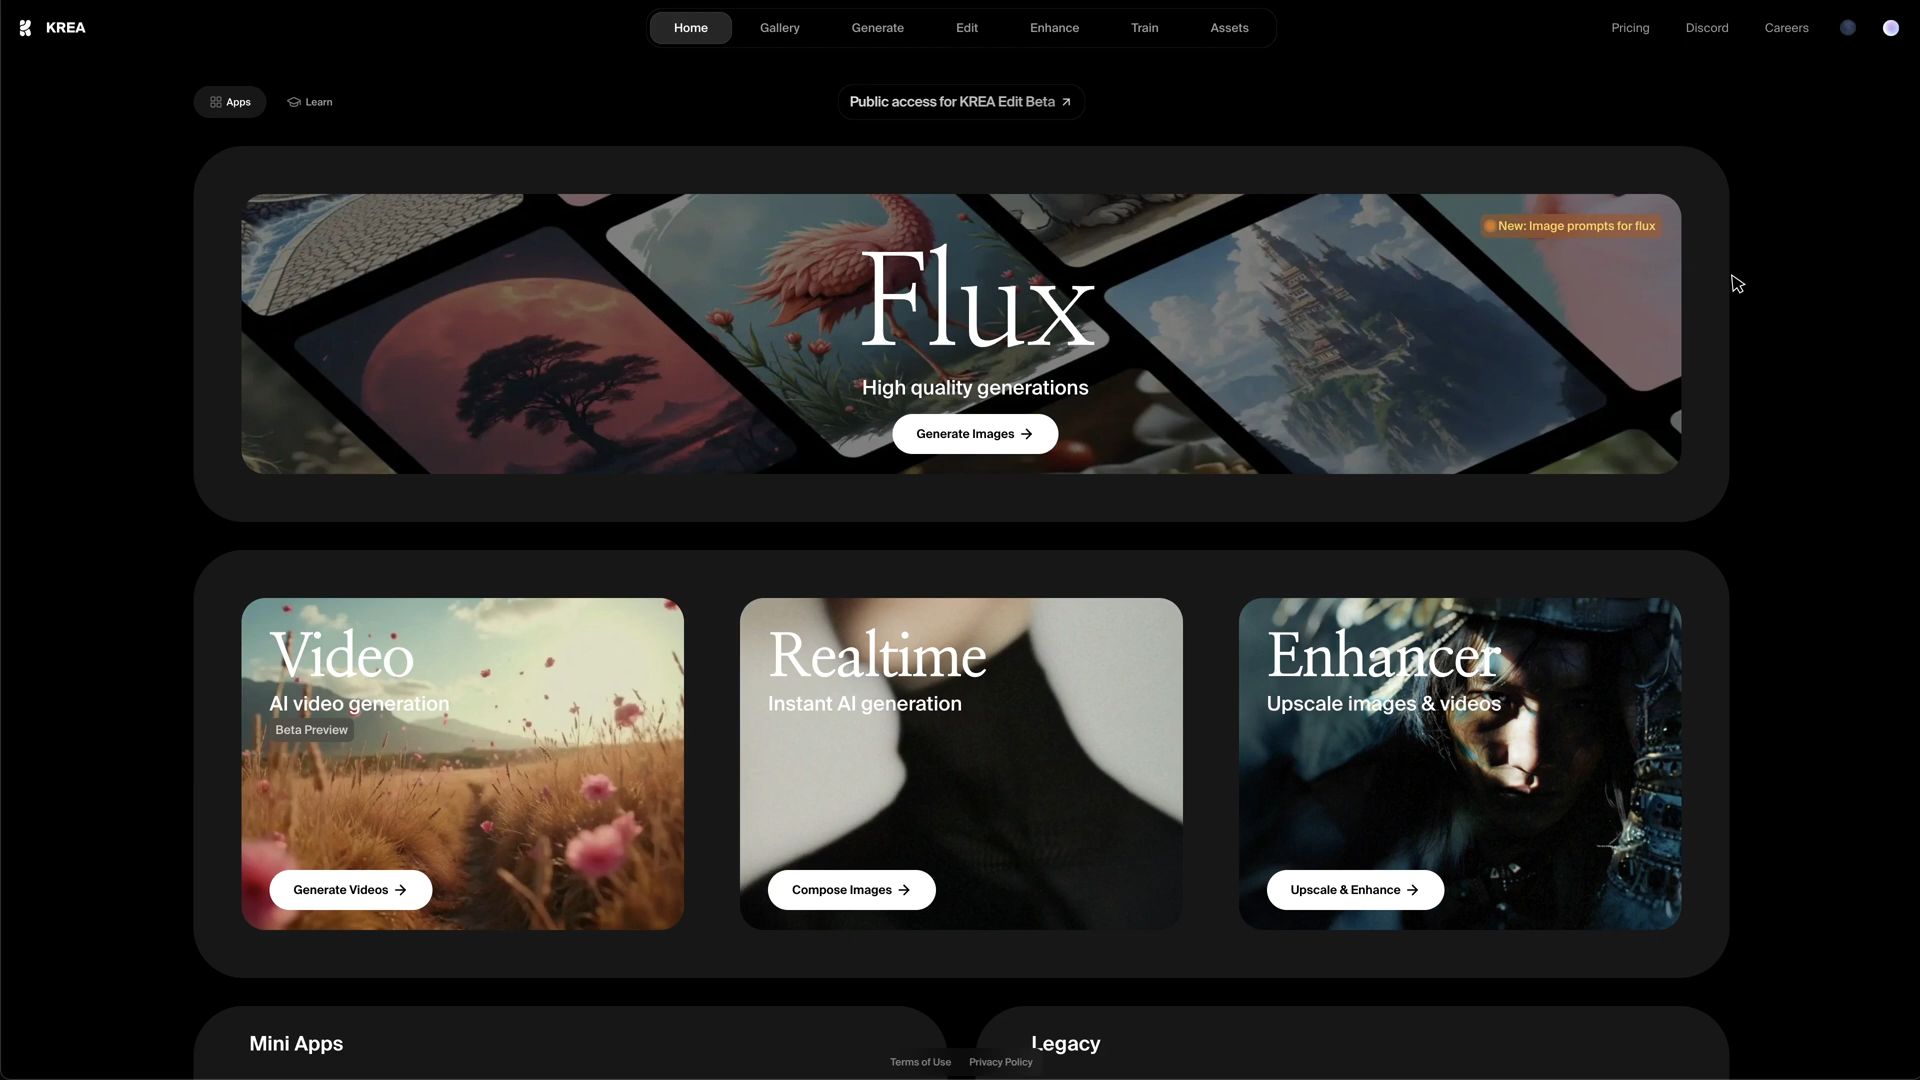 KREA
Home
Gallery
Generate
Edit
Enhance
Train
Assets
Pricing
Discord
Careers
Apps
Learn
Public access for KREA Edit Beta
New: Image prompts for flux
Flux
High quality generations
Generate Images
Video
AI video generation
Beta Preview
Generate Videos
Realtime
Instant AI generation
Compose Images
Enhancer
Upscale images & videos
Upscale & Enhance
Mini Apps
Legacy
Terms of Use
Privacy Policy